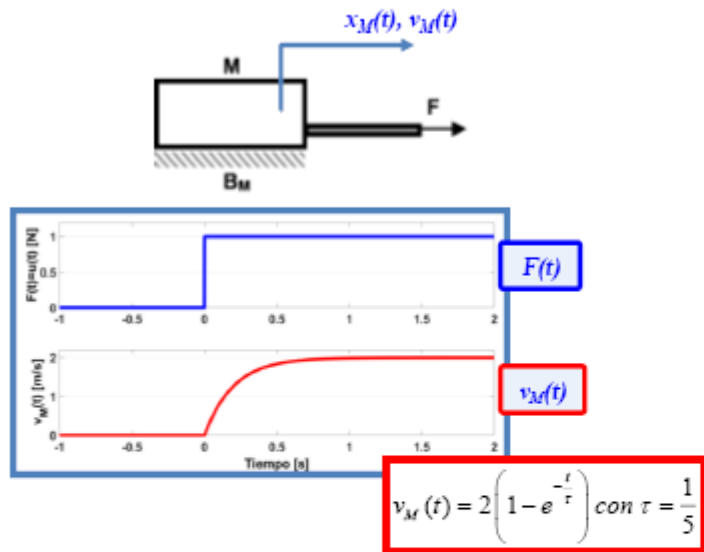 x_M(t), v_M(t)
M
F
B_M
F(t)=u(t) [N]
1
0.5
0
-1 -0.5 0 0.5 1 1.5 2
F(t)
v_M(t) [m/s]
2
1
0
-1 -0.5 0 0.5 1 1.5 2
Tiempo [s]
v_M(t)
v_M (t) = 2(1 − e^{−t/τ}) con τ = 1/5